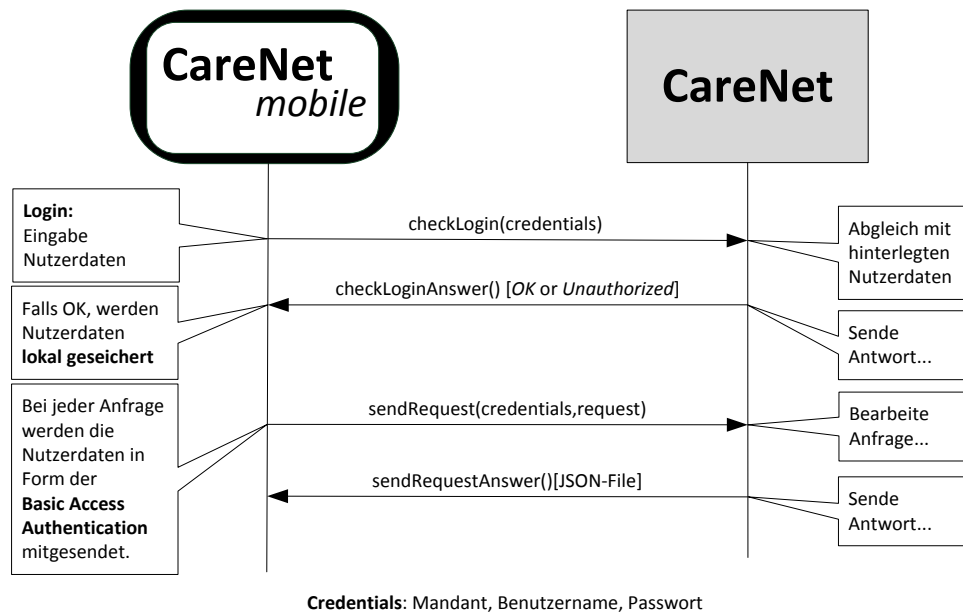 CareNet
mobile
CareNet
Login:
Eingabe
Nutzerdaten
checkLogin(credentials)
Abgleich mit
hinterlegten
Nutzerdaten
checkLoginAnswer() [OK or Unauthorized]
Falls OK, werden
Nutzerdaten
lokal gesichert
Sende
Antwort...
Bei jeder Anfrage
werden die
Nutzerdaten in
Form der
Basic Access
Authentication
mitgesendet.
sendRequest(credentials,request)
Bearbeite
Anfrage...
sendRequestAnswer()[JSON-File]
Sende
Antwort...
Credentials: Mandant, Benutzername, Passwort